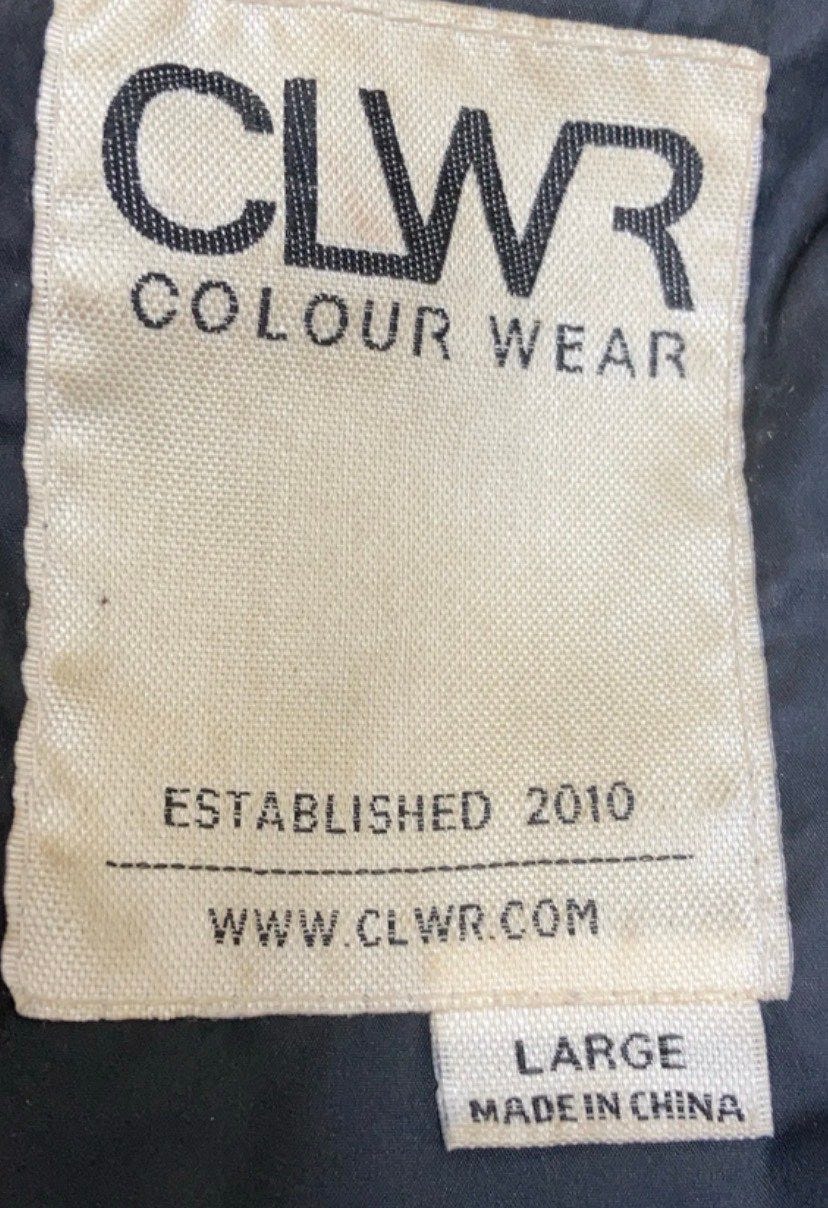 CLWR
COLOUR WEAR
ESTABLISHED 2010
WWW.CLWR.COM
LARGE
MADE IN CHINA